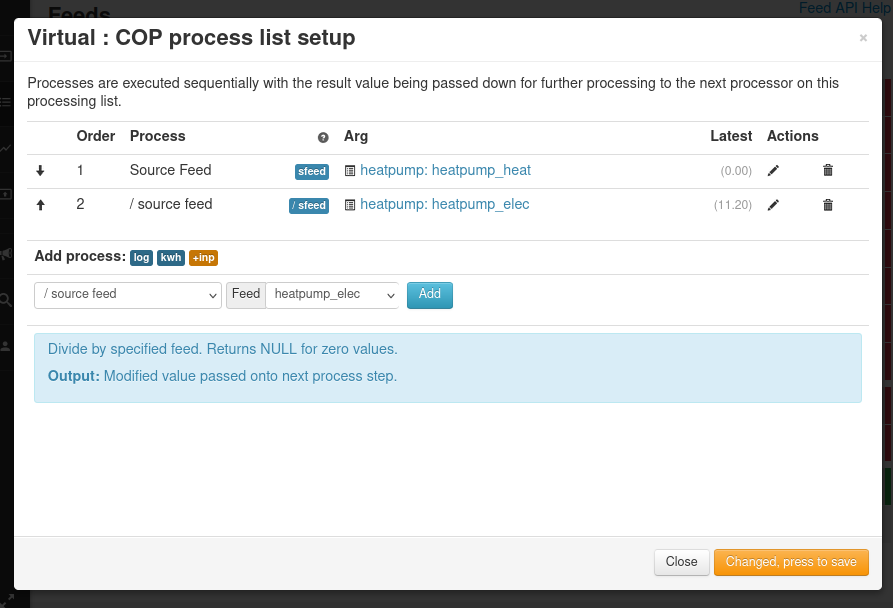 Feeds
Feed API Help
Virtual : COP process list setup
×
Processes are executed sequentially with the result value being passed down for further processing to the next processor on this
processing list.
Order Process ? Arg Latest Actions
1 Source Feed sfeed heatpump: heatpump_heat (0.00)
2 / source feed / sfeed heatpump: heatpump_elec (11.20)
Add process: log kwh +inp
/ source feed Feed heatpump_elec Add
Divide by specified feed. Returns NULL for zero values.
Output: Modified value passed onto next process step.
Close Changed, press to save